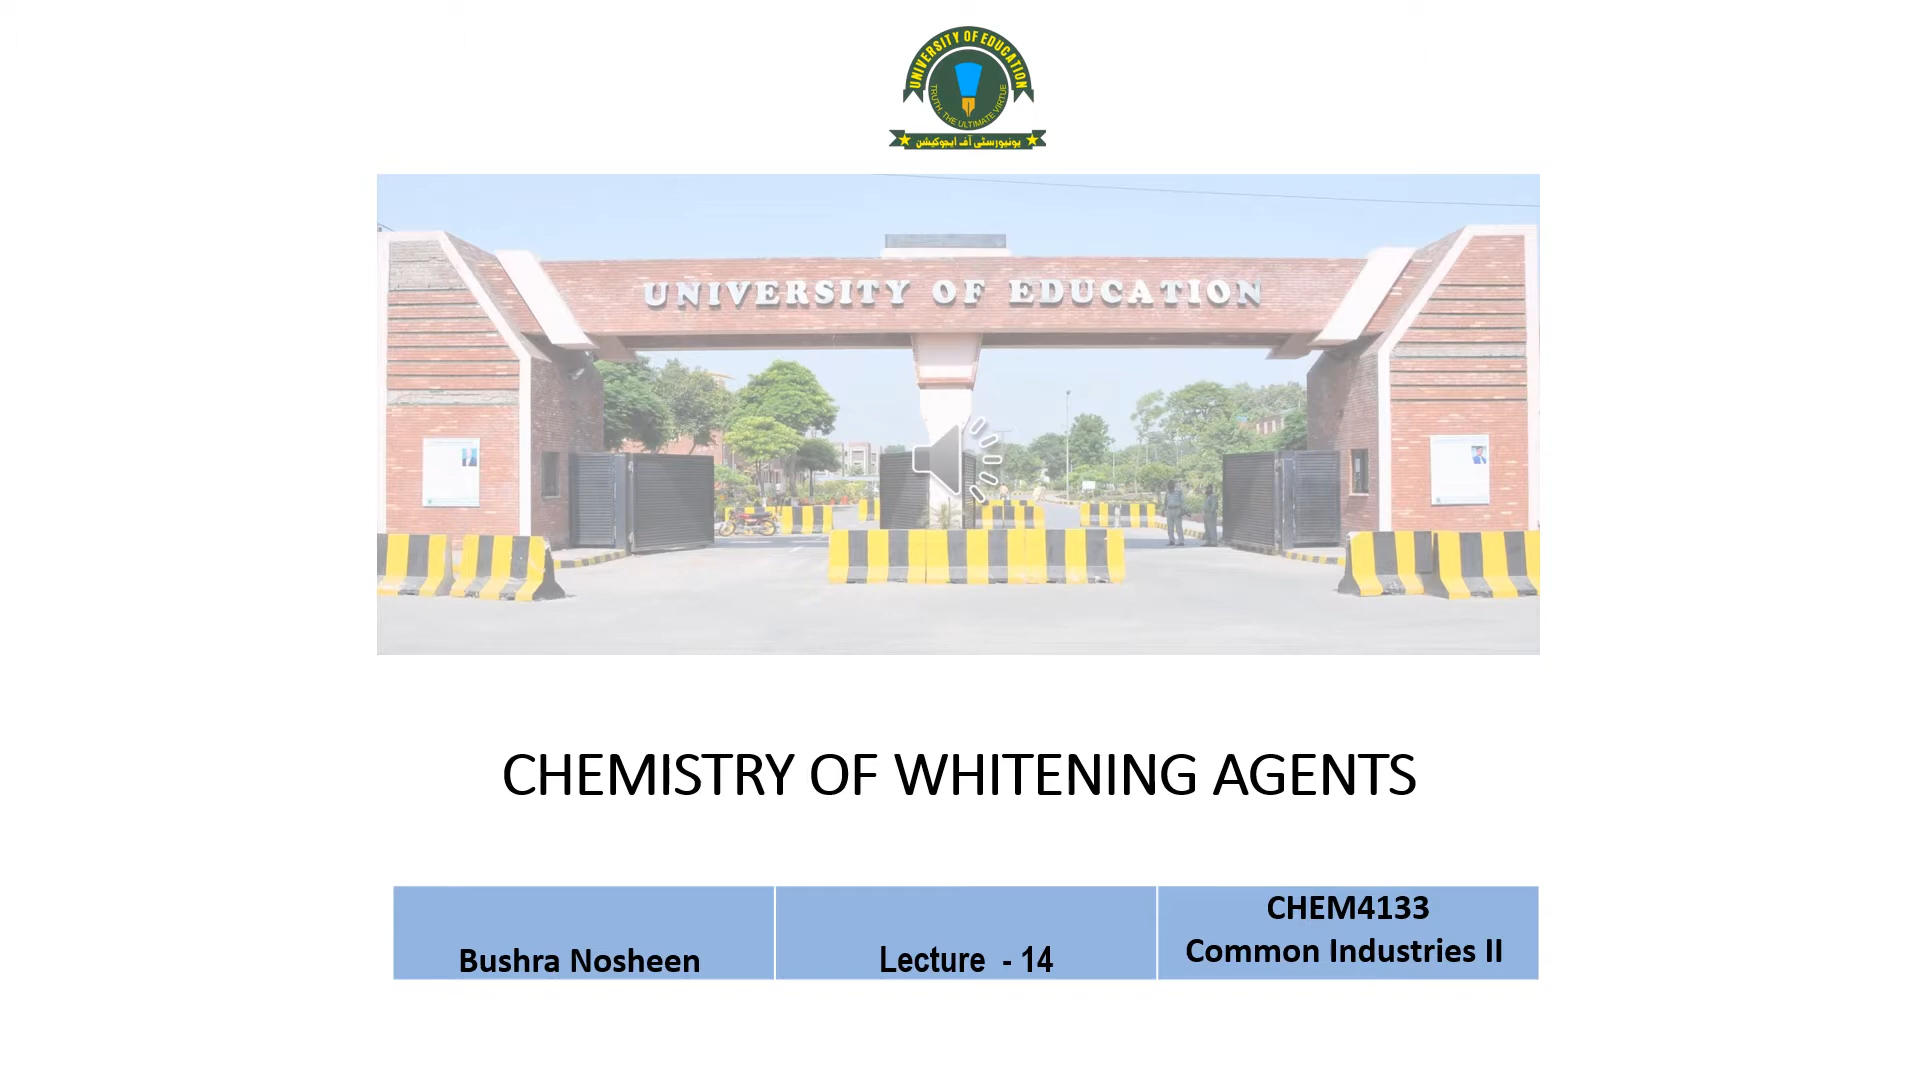 UNIVERSITY OF EDUCATION
TRUTH, THE ULTIMATE VIRTUE
یونیورسٹی آف ایجوکیشن
UNIVERSITY OF EDUCATION
CHEMISTRY OF WHITENING AGENTS
Bushra Nosheen
Lecture - 14
CHEM4133
Common Industries II